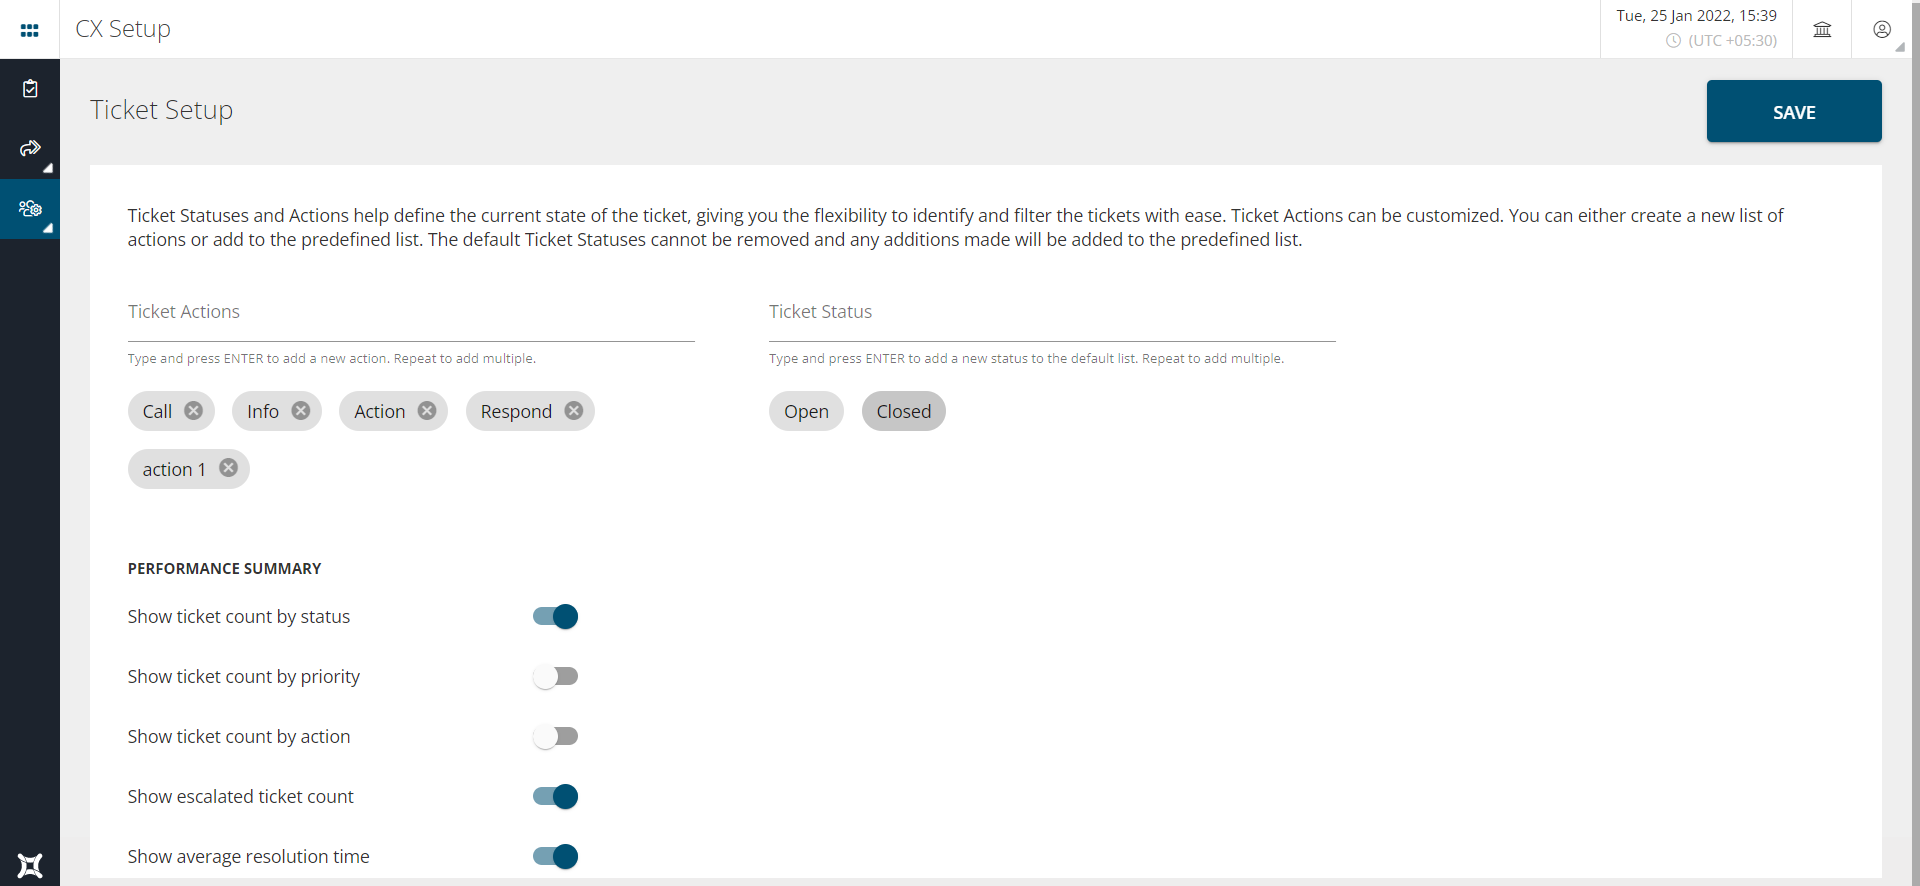 CX Setup
Tue, 25 Jan 2022, 15:39
(UTC +05:30)
Ticket Setup
SAVE
Ticket Statuses and Actions help define the current state of the ticket, giving you the flexibility to identify and filter the tickets with ease. Ticket Actions can be customized. You can either create a new list of
actions or add to the predefined list. The default Ticket Statuses cannot be removed and any additions made will be added to the predefined list.
Ticket Actions
Type and press ENTER to add a new action. Repeat to add multiple.
Call
Info
Action
Respond
action 1
Ticket Status
Type and press ENTER to add a new status to the default list. Repeat to add multiple.
Open
Closed
PERFORMANCE SUMMARY
Show ticket count by status
Show ticket count by priority
Show ticket count by action
Show escalated ticket count
Show average resolution time